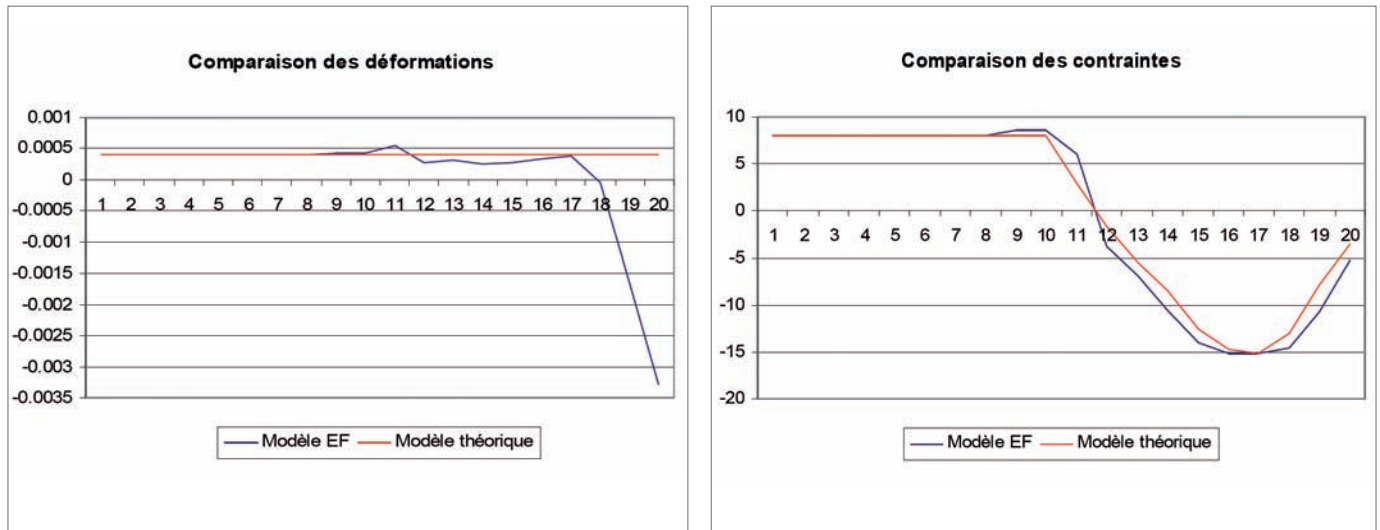 Comparaison des déformations
0.001
0.0005
0
-0.0005
-0.001
-0.0015
-0.002
-0.0025
-0.003
-0.0035
1 2 3 4 5 6 7 8 9 10 11 12 13 14 15 16 17 18 19 20
Modèle EF Modèle théorique
Comparaison des contraintes
10
5
0
-5
-10
-15
-20
1 2 3 4 5 6 7 8 9 10 11 12 13 14 15 16 17 18 19 20
Modèle EF Modèle théorique